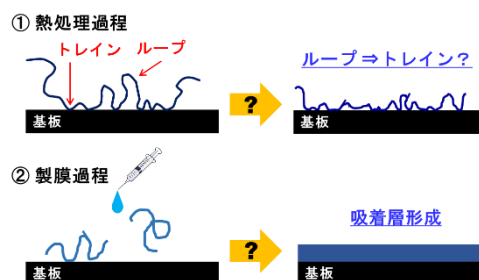 ① 熱処理過程
トレイン ループ
ループ⇒トレイン？
?
基板
基板
② 製膜過程
吸着層形成
?
基板
基板